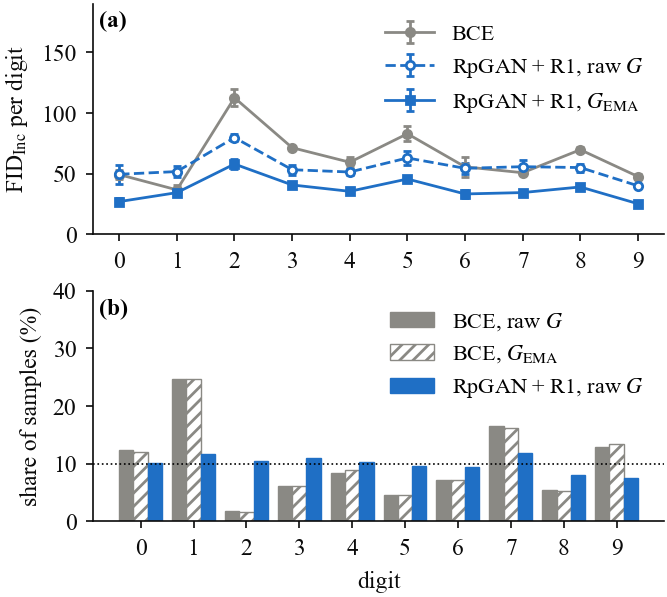 (a)
BCE
RpGAN + R1, raw G
RpGAN + R1, G_EMA
FID_Inc per digit
150
100
50
0
0 1 2 3 4 5 6 7 8 9
(b)
BCE, raw G
BCE, G_EMA
RpGAN + R1, raw G
share of samples (%)
40
30
20
10
0
0 1 2 3 4 5 6 7 8 9
digit